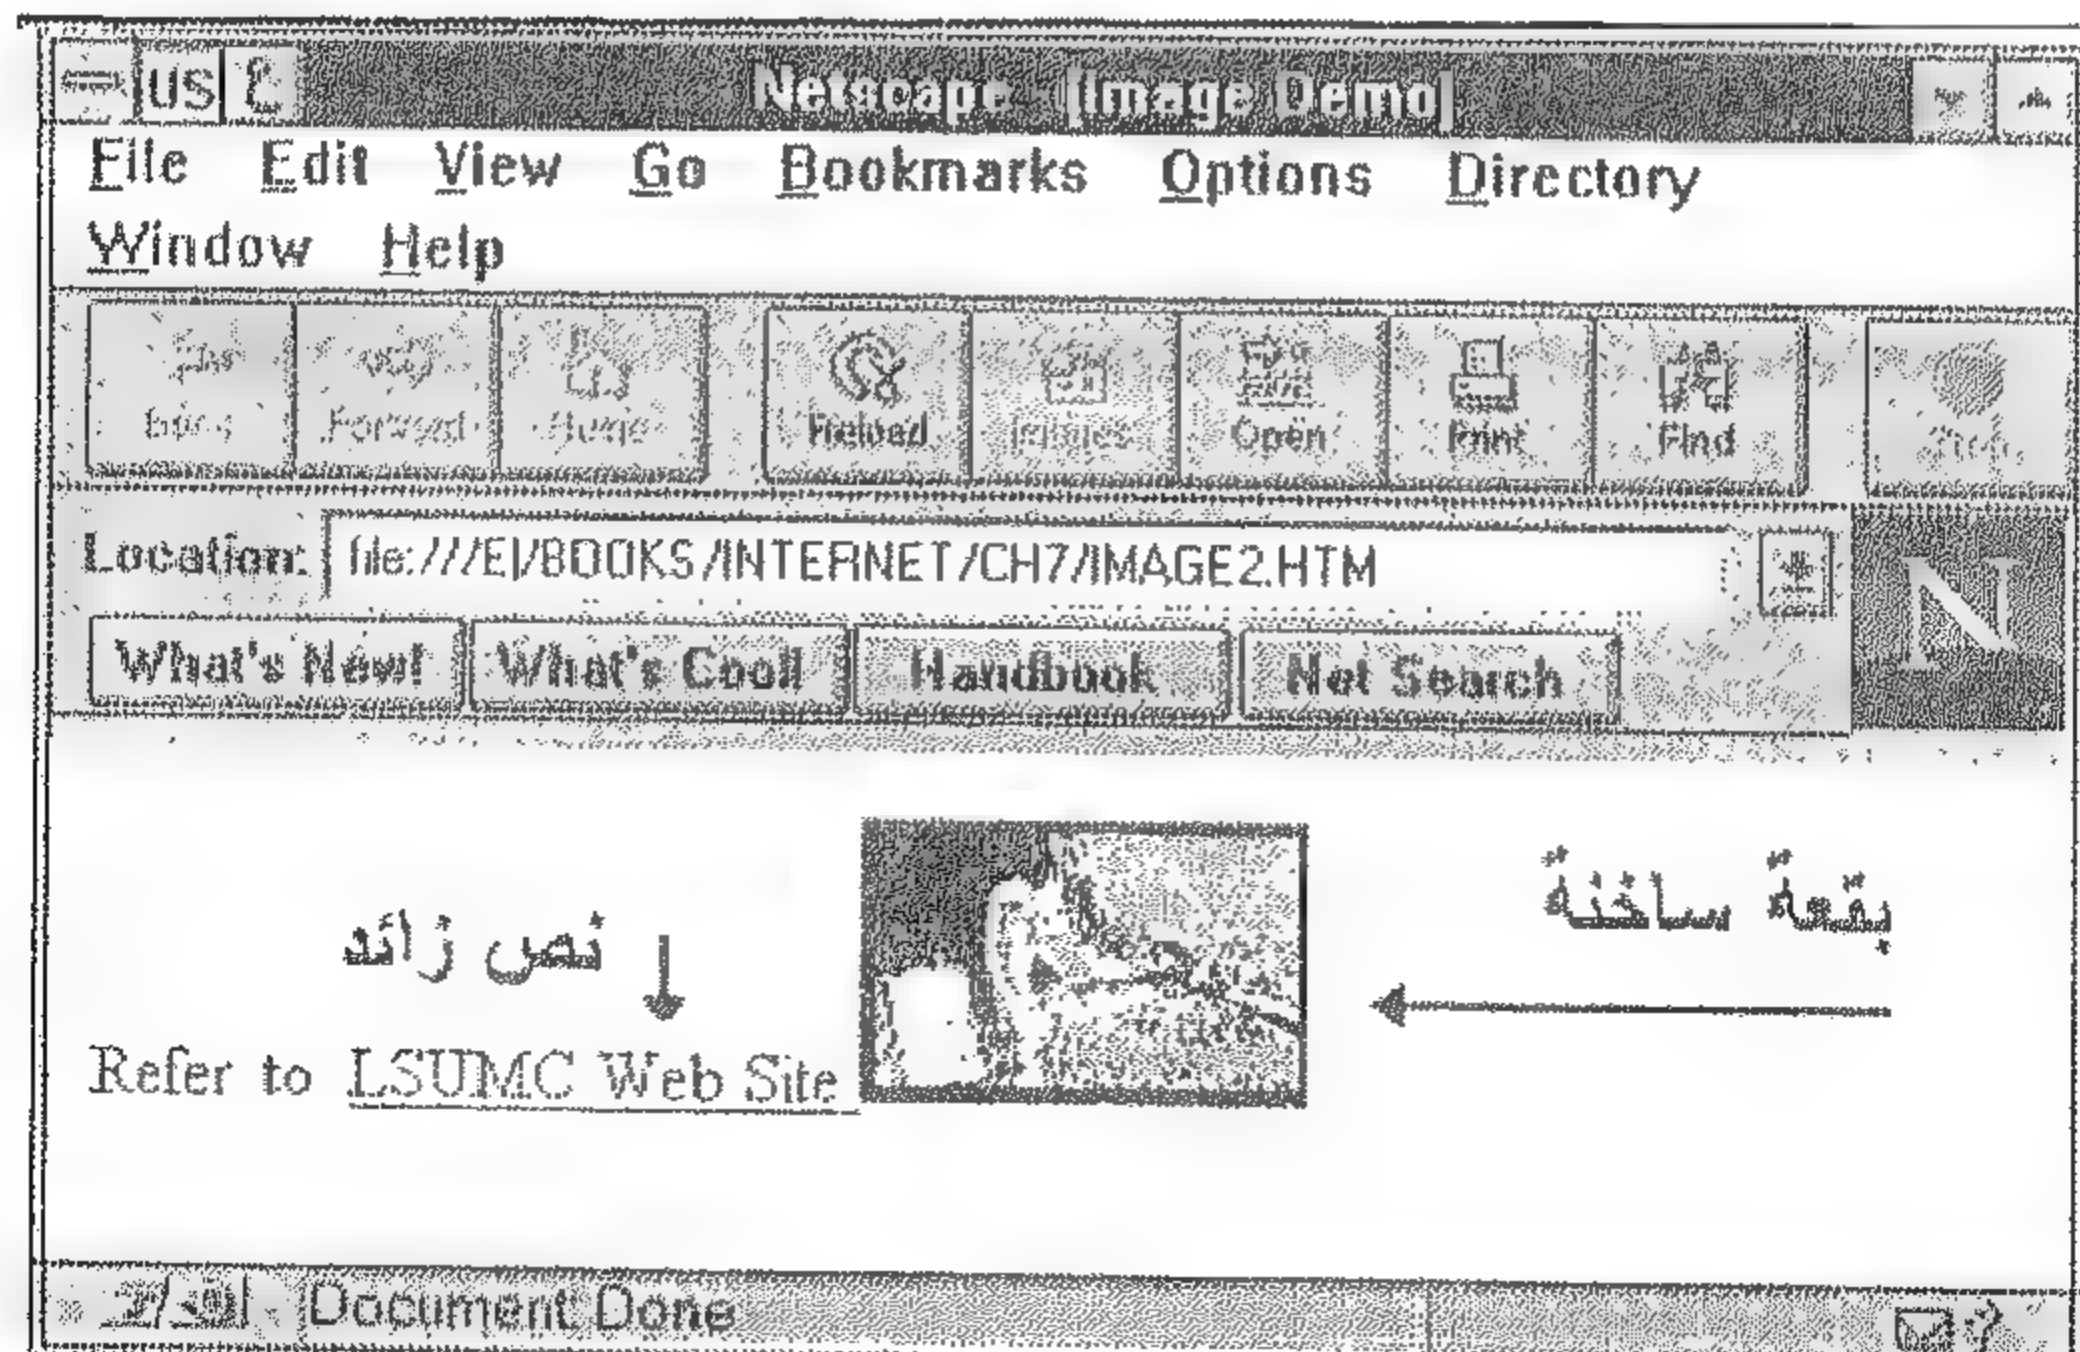 US
Netscape - [Image Demo]
File Edit View Go Bookmarks Options Directory
Window Help
Forward Home Reload Open Print Find
Location: file:///E|/BOOKS/INTERNET/CH7/IMAGE2.HTM
What's New! What's Cool! Handbook Net Search
N
بقعة ساخنة
نص زائد
Refer to LSUMC Web Site
Document: Done